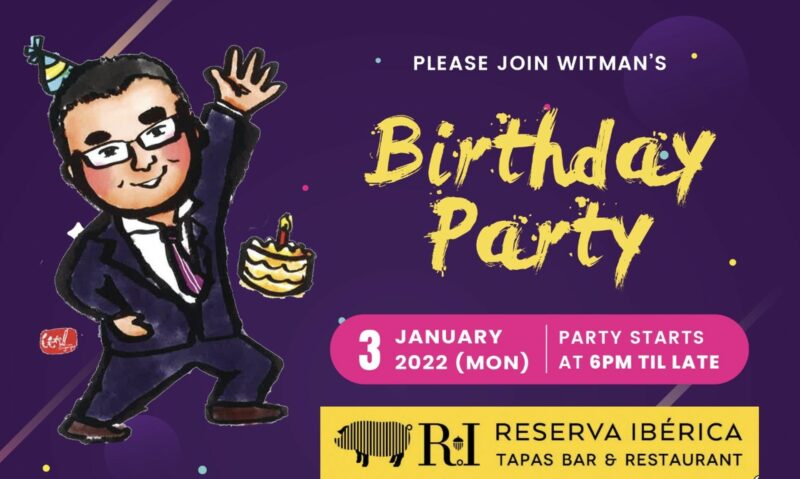 PLEASE JOIN WITMAN'S
Birthday
Party
3
JANUARY
2022 (MON)
PARTY STARTS
AT 6PM TIL LATE
R.I
RESERVA IBÉRICA
TAPAS BAR & RESTAURANT